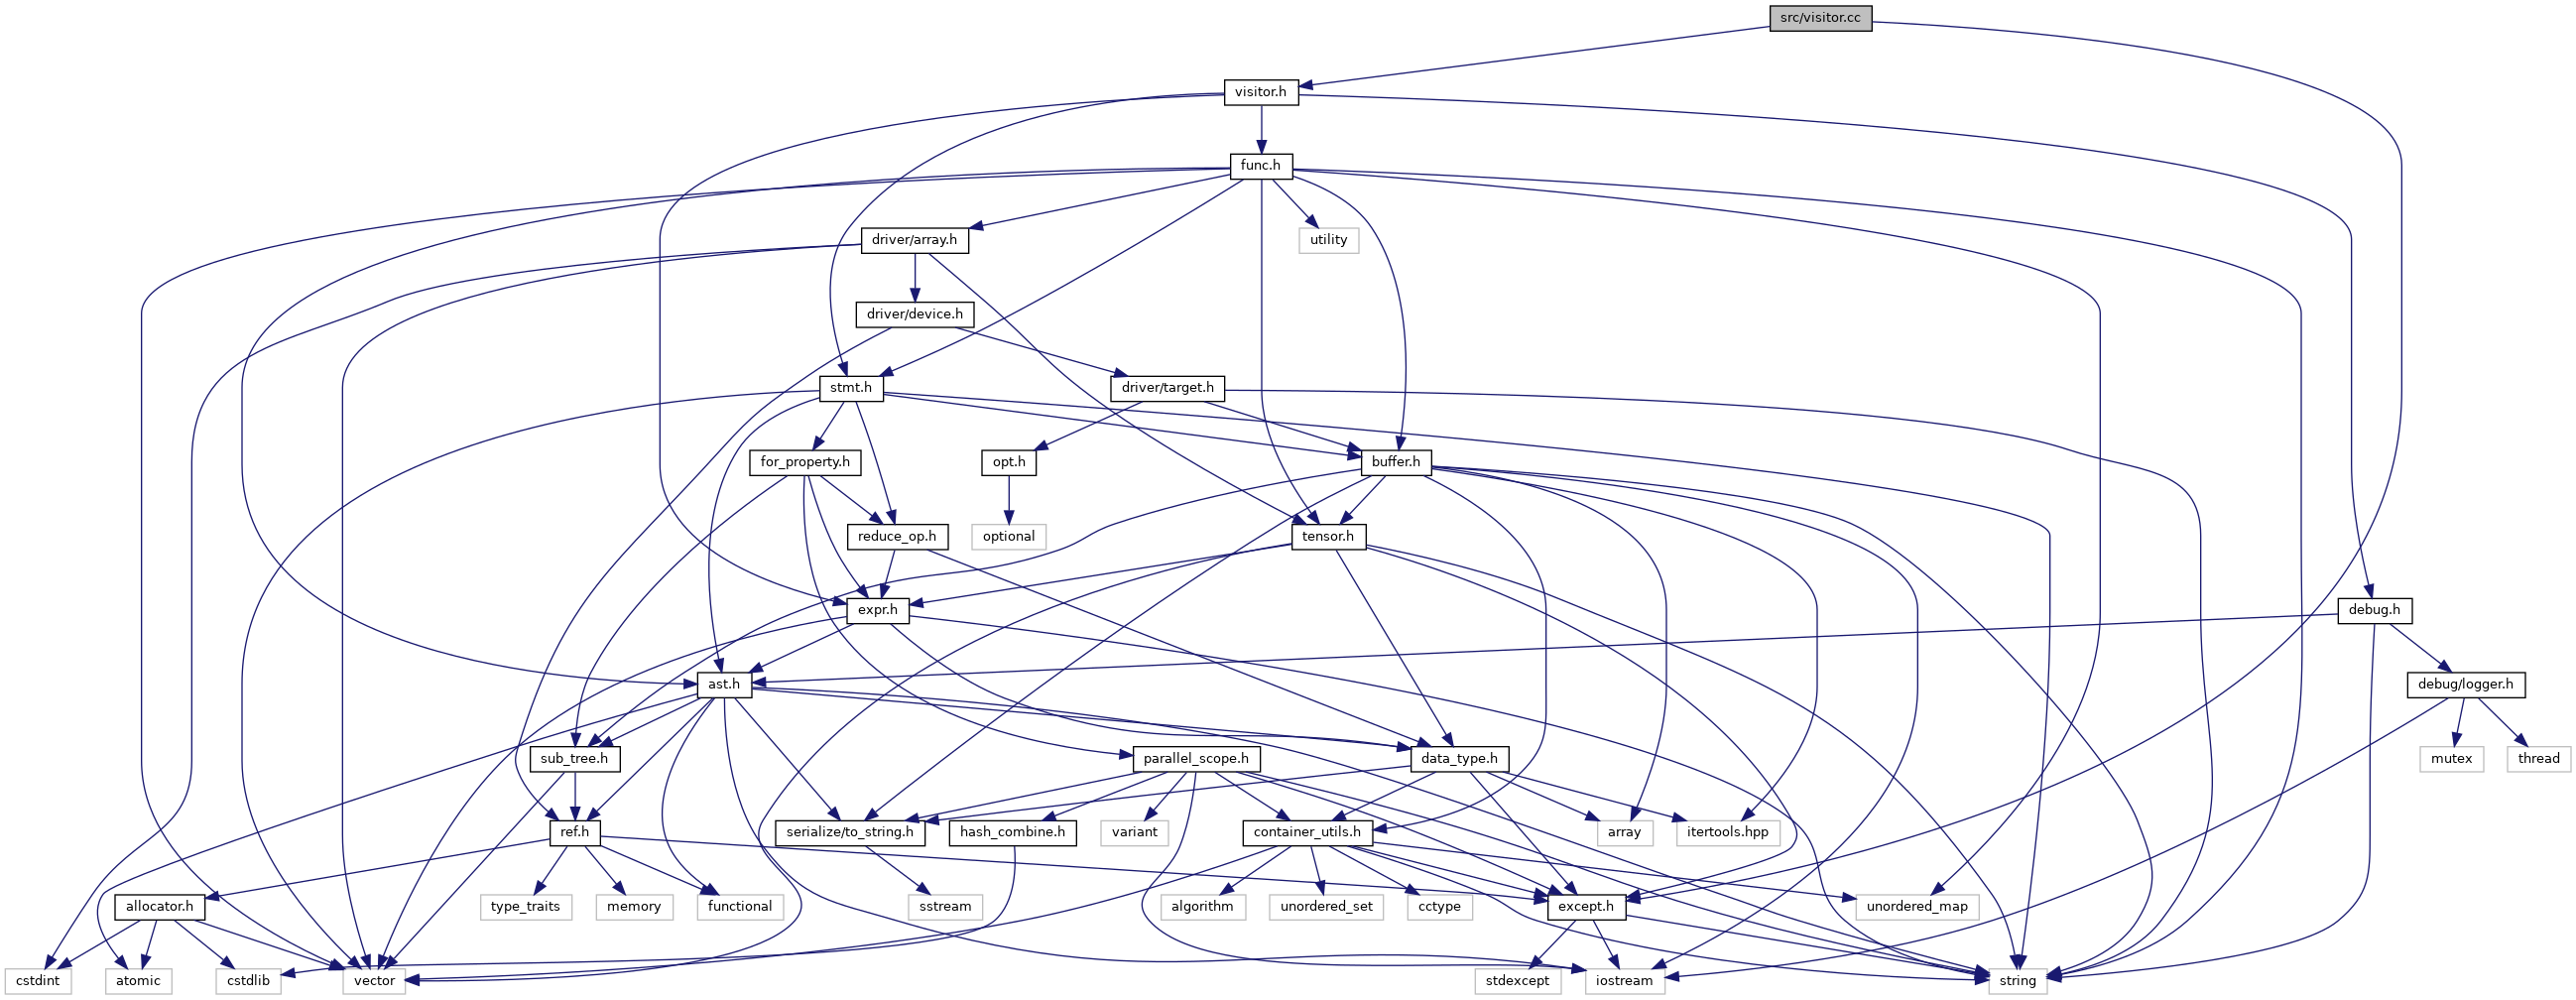 src/visitor.cc
visitor.h
func.h
driver/array.h
utility
driver/device.h
stmt.h
driver/target.h
for_property.h
opt.h
buffer.h
reduce_op.h
optional
tensor.h
expr.h
debug.h
ast.h
debug/logger.h
sub_tree.h
parallel_scope.h
data_type.h
mutex
thread
ref.h
serialize/to_string.h
hash_combine.h
variant
container_utils.h
array
itertools.hpp
allocator.h
type_traits
memory
functional
sstream
algorithm
unordered_set
cctype
except.h
unordered_map
cstdint
atomic
cstdlib
vector
stdexcept
iostream
string